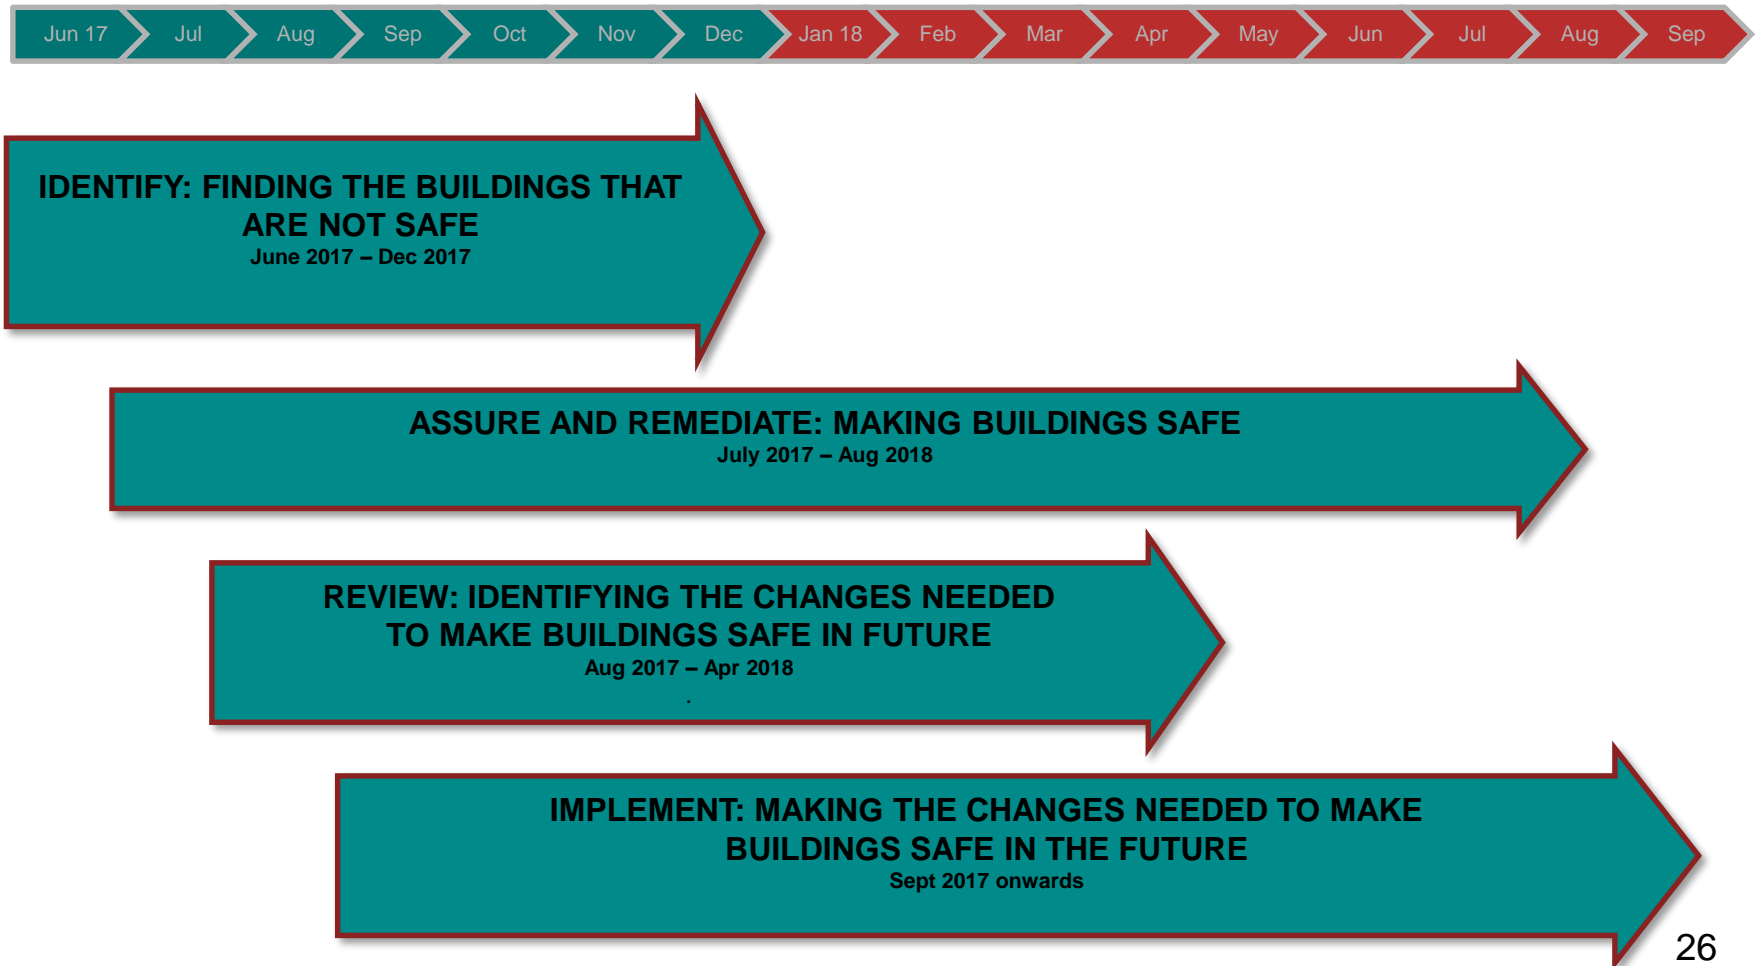 Jun 17 Jul Aug Sep Oct Nov Dec Jan 18 Feb Mar Apr May Jun Jul Aug Sep
IDENTIFY: FINDING THE BUILDINGS THAT
ARE NOT SAFE
June 2017 – Dec 2017
ASSURE AND REMEDIATE: MAKING BUILDINGS SAFE
July 2017 – Aug 2018
REVIEW: IDENTIFYING THE CHANGES NEEDED
TO MAKE BUILDINGS SAFE IN FUTURE
Aug 2017 – Apr 2018
.
IMPLEMENT: MAKING THE CHANGES NEEDED TO MAKE
BUILDINGS SAFE IN THE FUTURE
Sept 2017 onwards
26